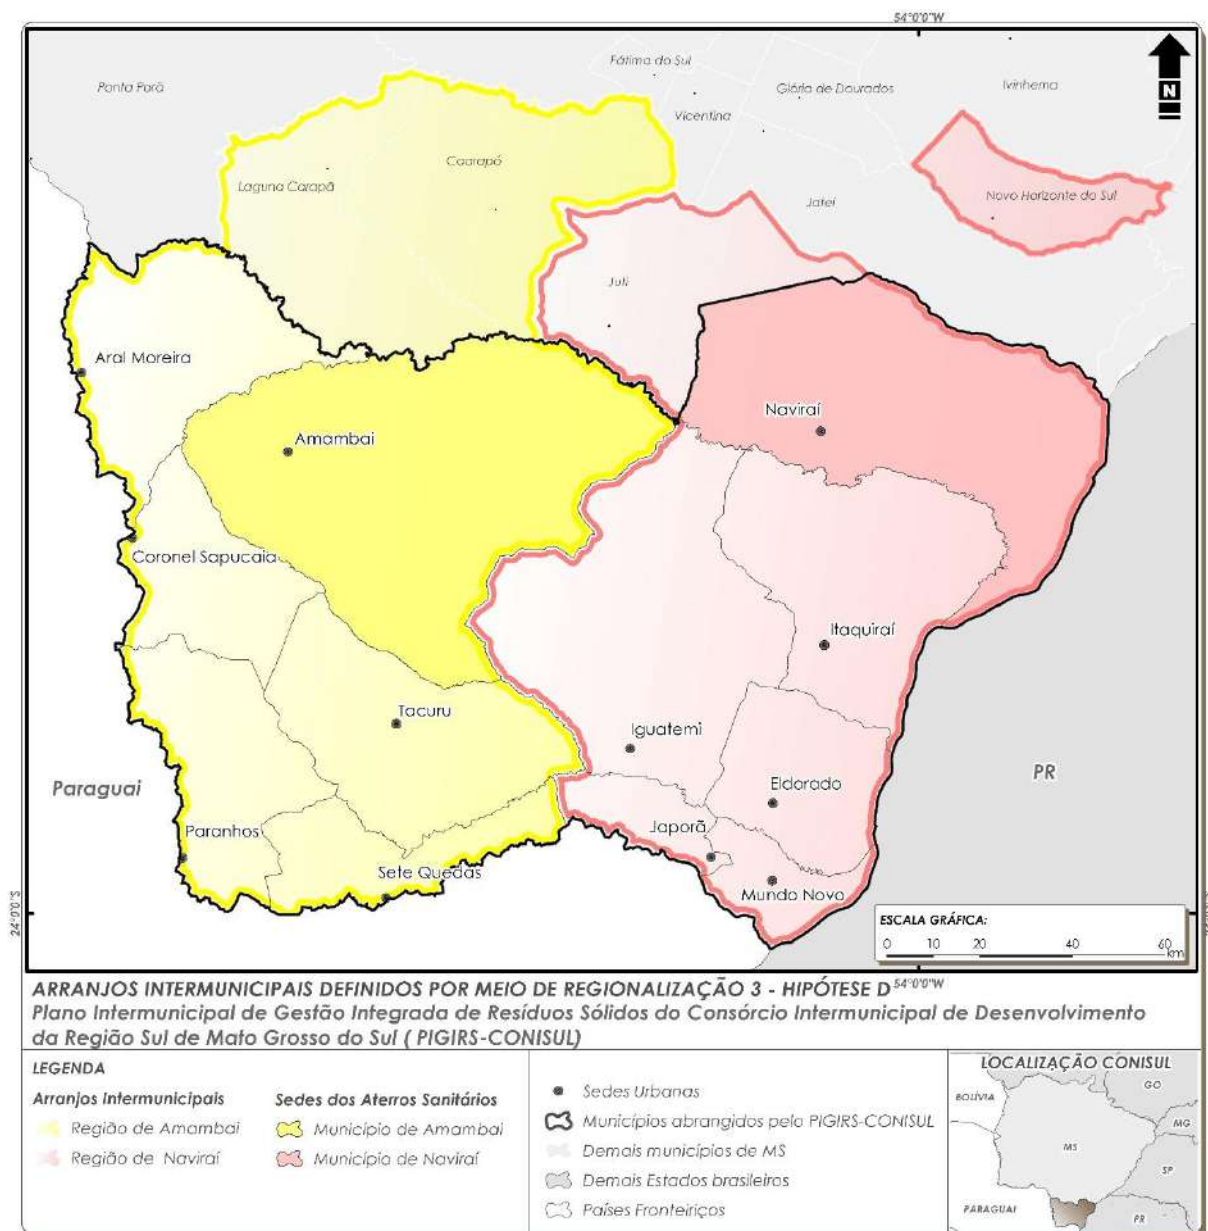 54°0'0"W
Ponta Porã
Fátima do Sul
Glória de Dourados
Ivinhema
N
Vicentina
Caarapó
Laguna Carapã
Jateí
Novo Horizonte do Sul
Juti
Aral Moreira
Naviraí
Amambai
Coronel Sapucaia
Itaquiraí
Tacuru
Iguatemi
Paraguai
Eldorado
PR
Paranhos
Japorã
Sete Quedas
Mundo Novo
24°0'0"S
ESCALA GRÁFICA:
0 10 20 40 60
km
ARRANJOS INTERMUNICIPAIS DEFINIDOS POR MEIO DE REGIONALIZAÇÃO 3 - HIPÓTESE D
54°0'0"W
Plano Intermunicipal de Gestão Integrada de Resíduos Sólidos do Consórcio Intermunicipal de Desenvolvimento
da Região Sul de Mato Grosso do Sul ( PIGIRS-CONISUL)
LEGENDA
Arranjos Intermunicipais
Região de Amambai
Região de Naviraí
Sedes dos Aterros Sanitários
Município de Amambai
Município de Naviraí
Sedes Urbanas
Municípios abrangidos pelo PIGIRS-CONISUL
Demais municípios de MS
Demais Estados brasileiros
Países Fronteiriços
LOCALIZAÇÃO CONISUL
BOLÍVIA
GO
MG
MS
SP
PARAGUAI
PR